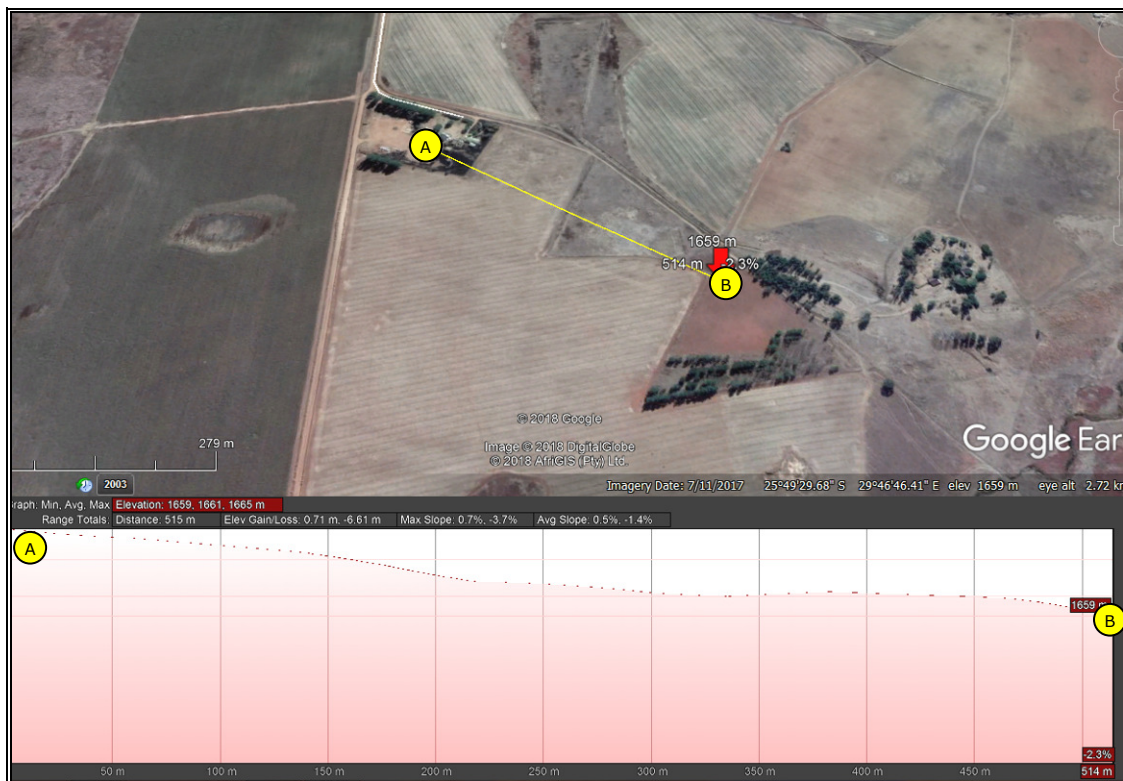 A
1659 m
514 m -2.3%
B
© 2018 Google
Image © 2018 DigitalGlobe
© 2018 AfriGIS (Pty) Ltd.
Google Ear
279 m
2003
Imagery Date: 7/11/2017 25°49'29.68" S 29°46'46.41" E elev 1659 m eye alt 2.72 km
raph: Min, Avg, Max Elevation: 1659, 1661, 1665 m
Range Totals: Distance: 515 m Elev Gain/Loss: 0.71 m, -6.61 m Max Slope: 0.7%, -3.7% Avg Slope: 0.5%, -1.4%
A
1659 m
B
-2.3%
50 m 100 m 150 m 200 m 250 m 300 m 350 m 400 m 450 m 514 m